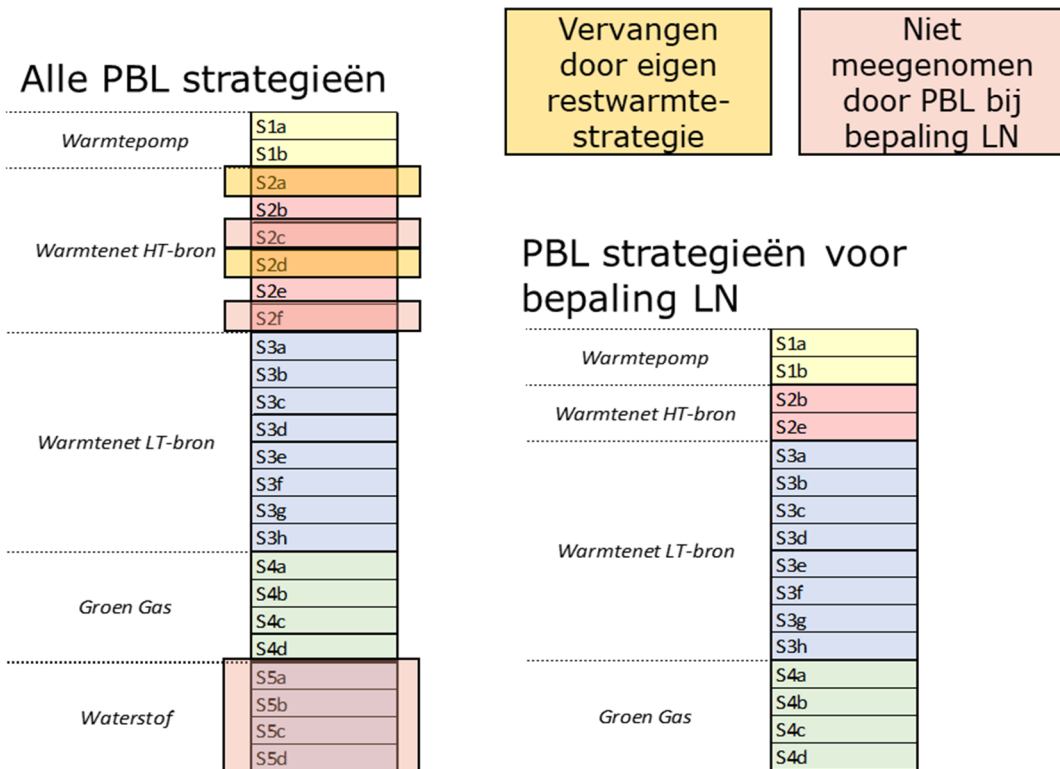 Alle PBL strategieën
Warmtepomp
S1a
S1b
Warmtenet HT-bron
S2a
S2b
S2c
S2d
S2e
S2f
Warmtenet LT-bron
S3a
S3b
S3c
S3d
S3e
S3f
S3g
S3h
Groen Gas
S4a
S4b
S4c
S4d
Waterstof
S5a
S5b
S5c
S5d
Vervangen
door eigen
restwarmte-
strategie
Niet
meegenomen
door PBL bij
bepaling LN
PBL strategieën voor
bepaling LN
Warmtepomp
S1a
S1b
Warmtenet HT-bron
S2b
S2e
Warmtenet LT-bron
S3a
S3b
S3c
S3d
S3e
S3f
S3g
S3h
Groen Gas
S4a
S4b
S4c
S4d